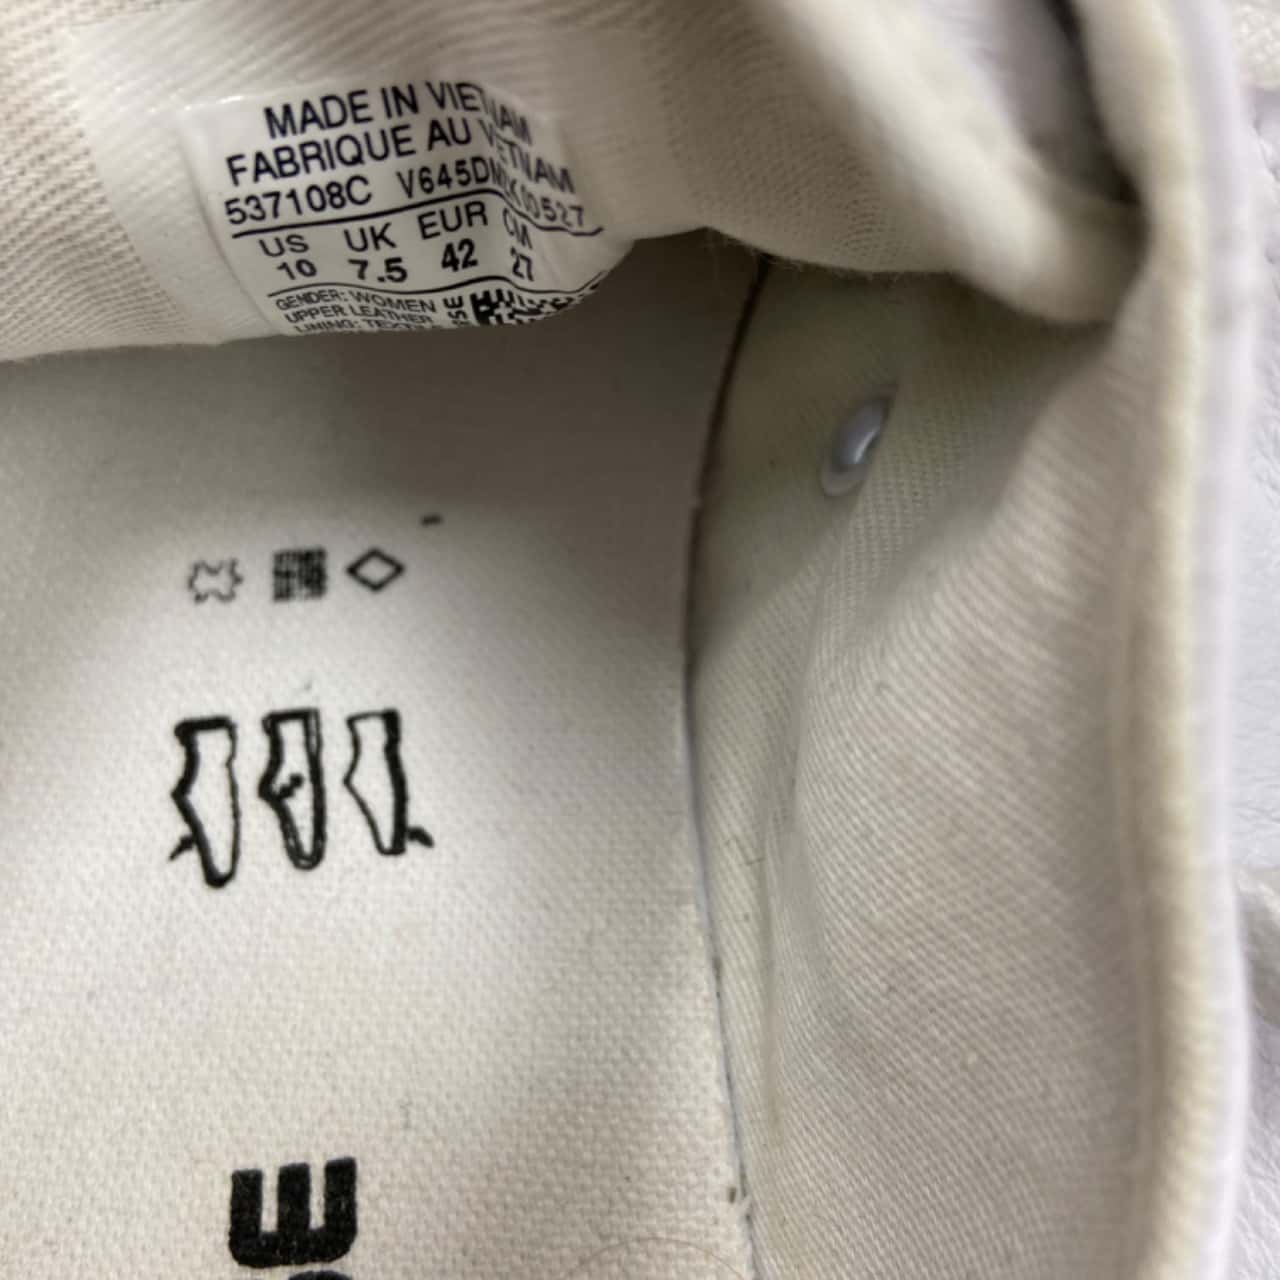 MADE IN VIETNAM
FABRIQUE AU VIETNAM
537108C
US UK EUR CM
10 7.5 42 27
GENDER: WOMEN
UPPER LEATHER
LINING:
E